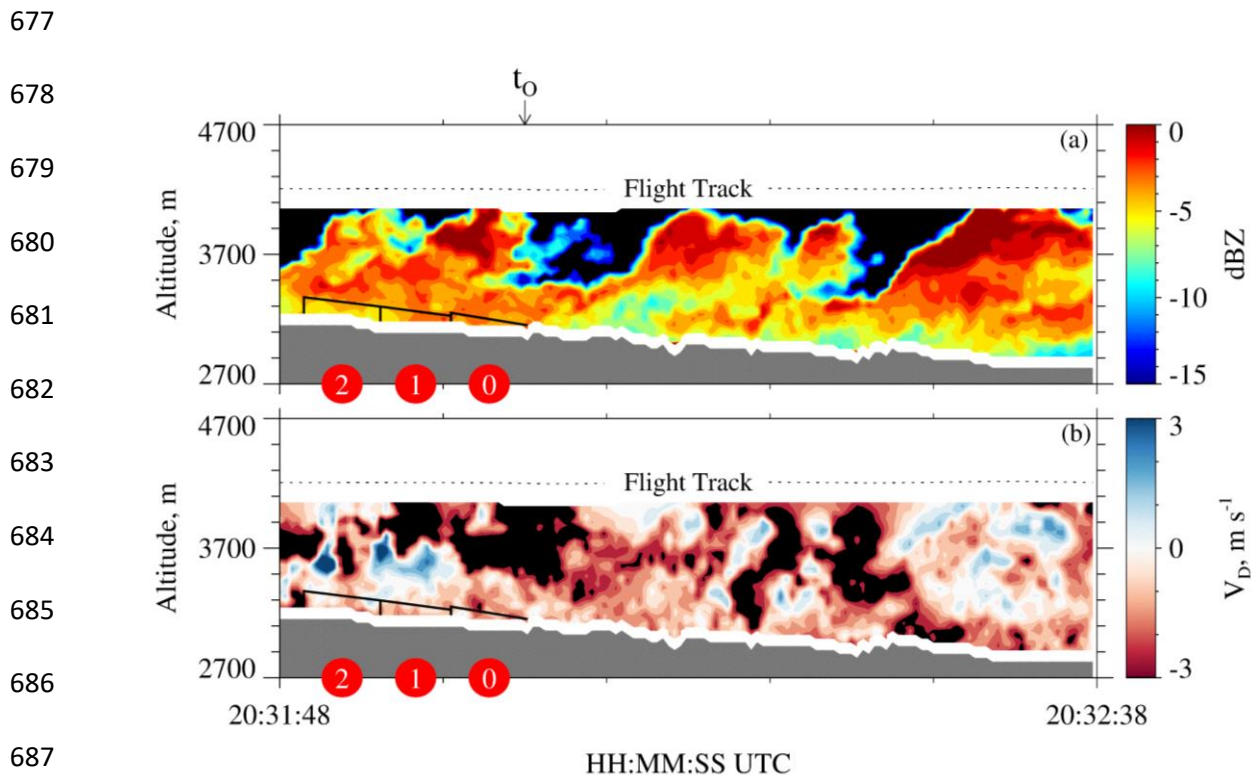 677
678
t_O
4700
(a)
0
679
Flight Track
Altitude, m
-5
680
3700
dBZ
-10
681
682
2700
2 1 0
-15
4700
(b)
3
683
Flight Track
Altitude, m
684
3700
0
V_D, m s^-1
685
686
2700
2 1 0
-3
20:31:48
20:32:38
687
HH:MM:SS UTC